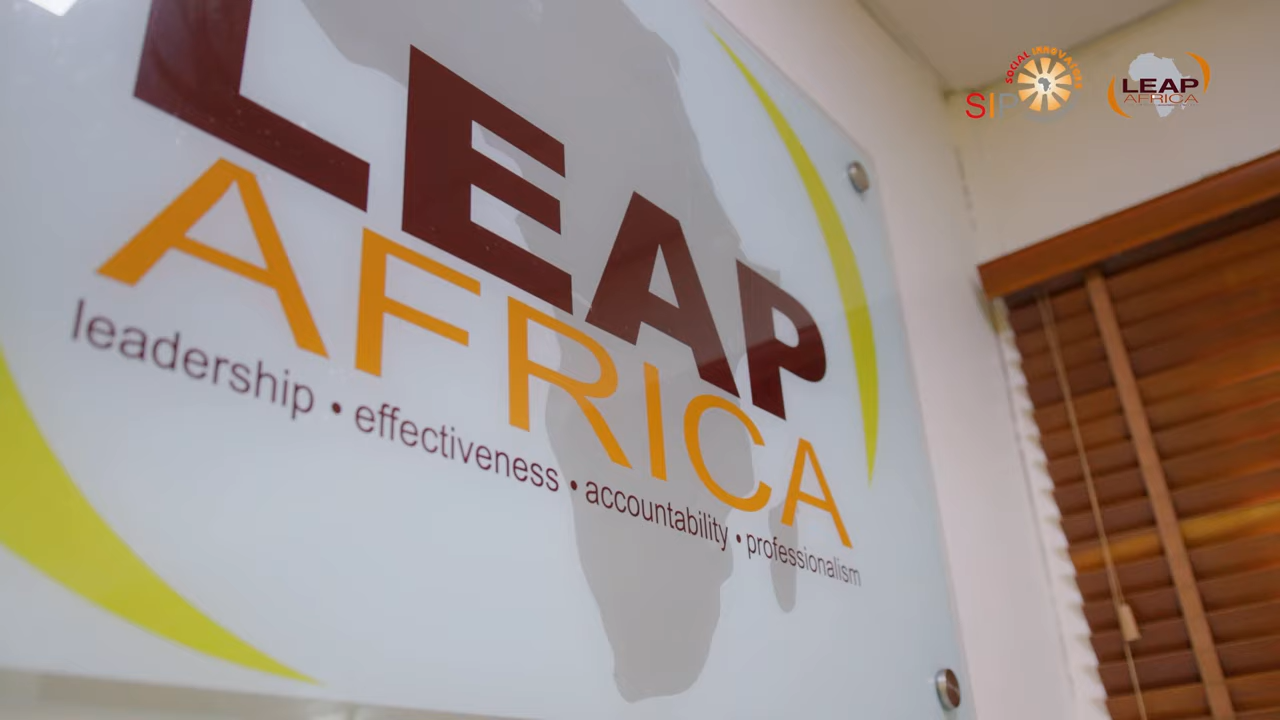 LEAP
AFRICA
leadership • effectiveness • accountability • professionalism
SOCIAL INNOVATORS
SIP
LEAP
AFRICA